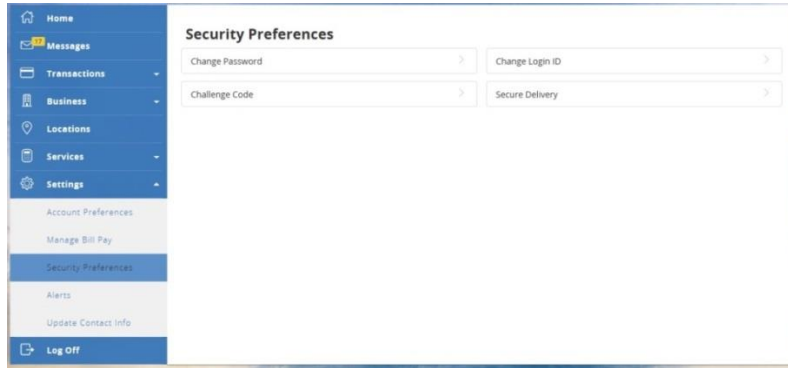 Home
17
Messages
Transactions
Business
Locations
Services
Settings
Account Preferences
Manage Bill Pay
Security Preferences
Alerts
Update Contact Info
Log Off
Security Preferences
Change Password
Change Login ID
Challenge Code
Secure Delivery